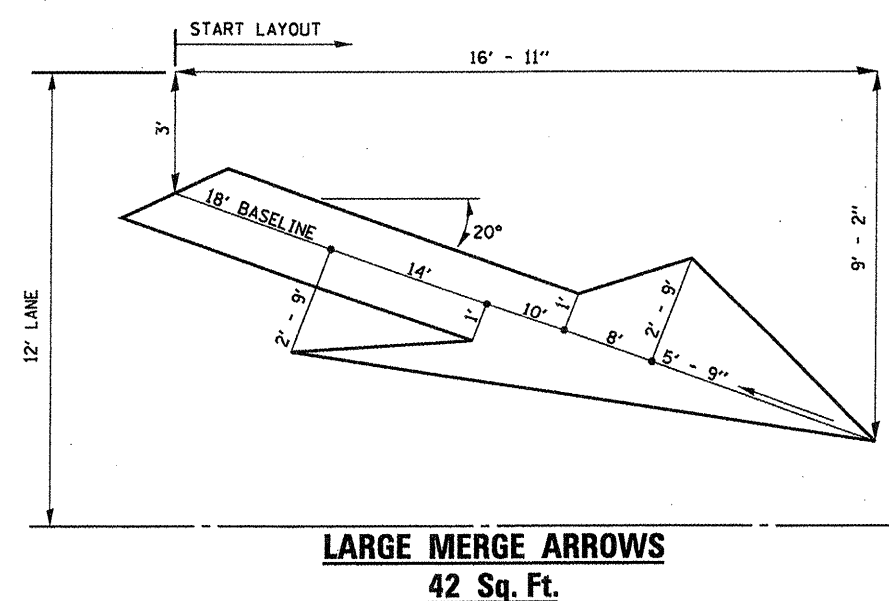 START LAYOUT
16' - 11"
3'
18' BASELINE
20°
14'
2' - 9'
1'
10'
1'
8'
2' - 9'
5' - 9"
9' - 2"
12' LANE
LARGE MERGE ARROWS
42 Sq. Ft.